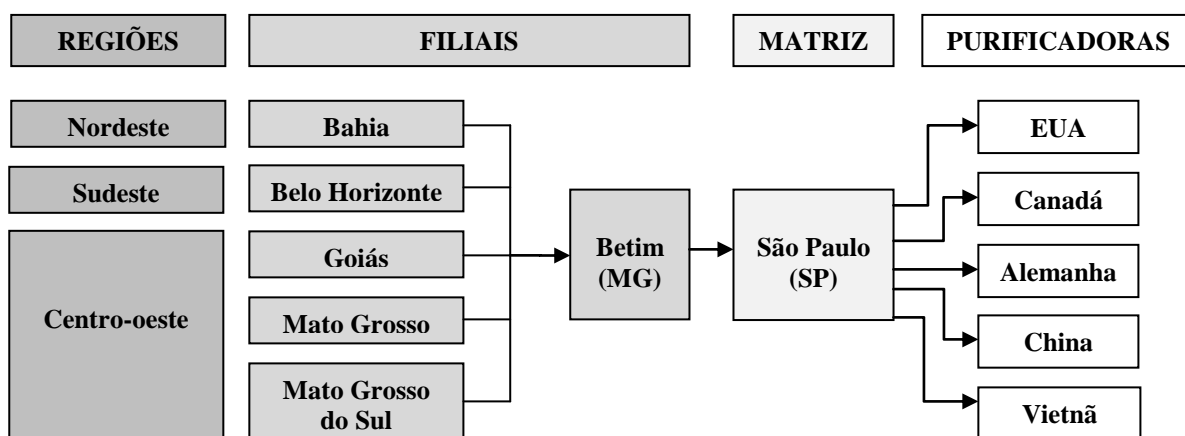 REGIÕES
FILIAIS
MATRIZ
PURIFICADORAS
Nordeste
Bahia
EUA
Sudeste
Belo Horizonte
Canadá
Centro-oeste
Goiás
Mato Grosso
Mato Grosso
do Sul
Betim
(MG)
São Paulo
(SP)
Alemanha
China
Vietnã